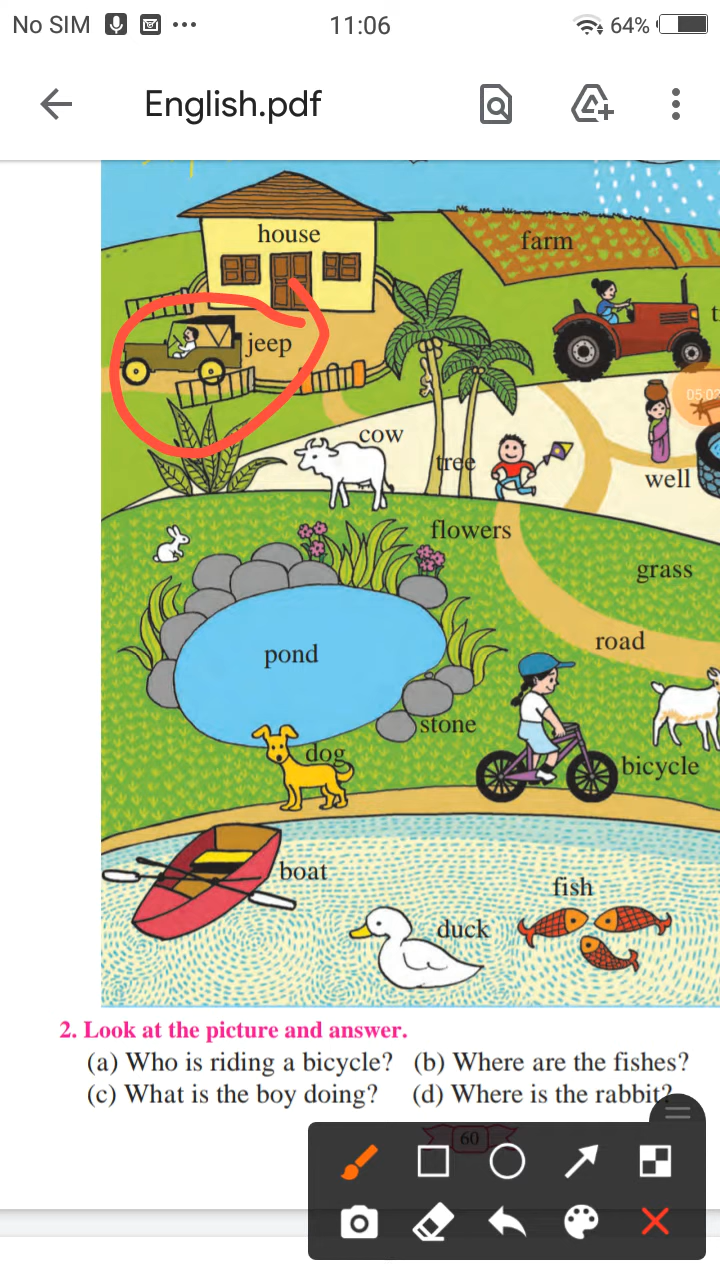 No SIM 11:06 64%
English.pdf
house
farm
jeep
t
05:02
cow
tree
well
flowers
grass
road
pond
stone
dog
bicycle
boat
fish
duck
2. Look at the picture and answer.
(a) Who is riding a bicycle? (b) Where are the fishes?
(c) What is the boy doing? (d) Where is the rabbit?
60